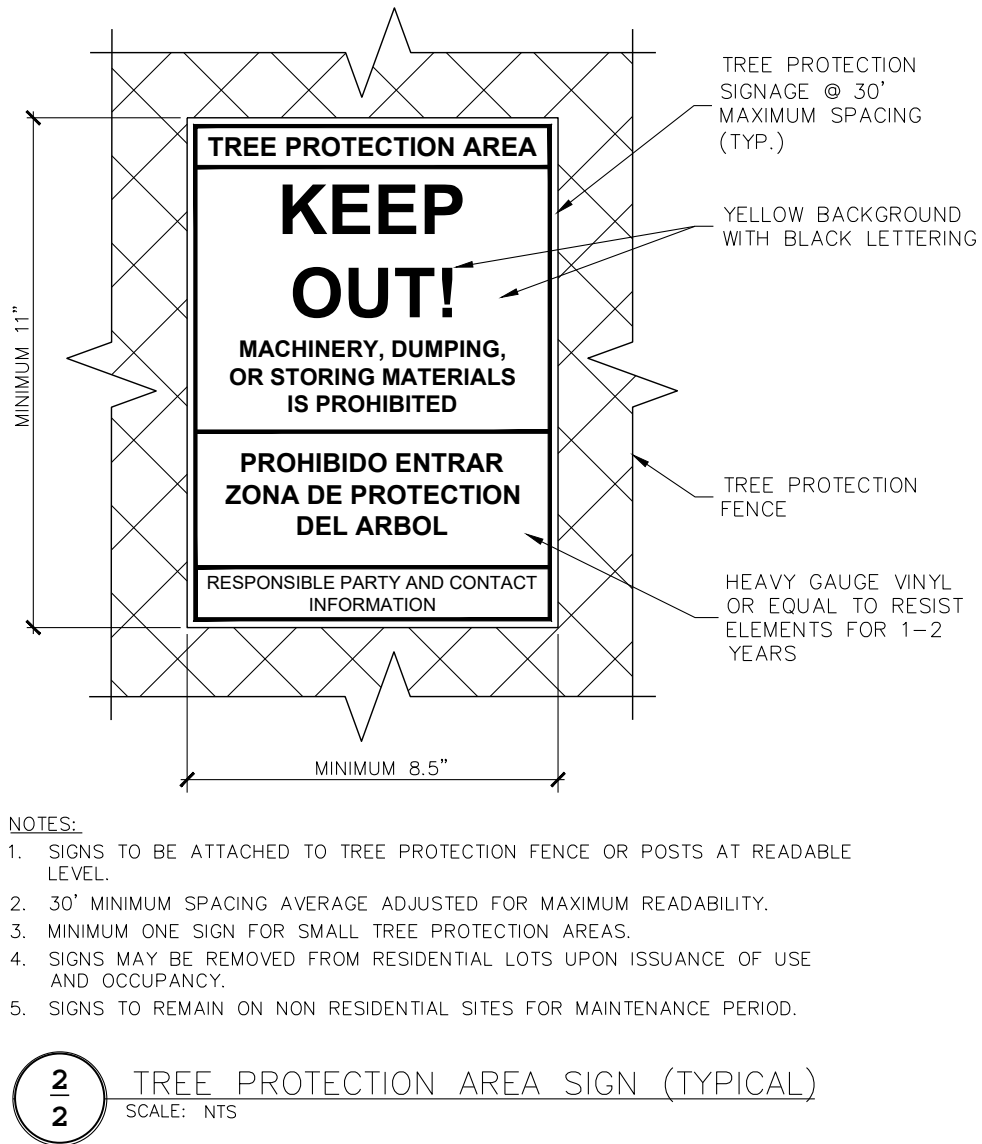 TREE PROTECTION AREA
KEEP
OUT!
MACHINERY, DUMPING,
OR STORING MATERIALS
IS PROHIBITED
PROHIBIDO ENTRAR
ZONA DE PROTECTION
DEL ARBOL
RESPONSIBLE PARTY AND CONTACT
INFORMATION
MINIMUM 11"
MINIMUM 8.5"
TREE PROTECTION
SIGNAGE @ 30'
MAXIMUM SPACING
(TYP.)
YELLOW BACKGROUND
WITH BLACK LETTERING
TREE PROTECTION
FENCE
HEAVY GAUGE VINYL
OR EQUAL TO RESIST
ELEMENTS FOR 1-2
YEARS
NOTES:
1. SIGNS TO BE ATTACHED TO TREE PROTECTION FENCE OR POSTS AT READABLE
LEVEL.
2. 30' MINIMUM SPACING AVERAGE ADJUSTED FOR MAXIMUM READABILITY.
3. MINIMUM ONE SIGN FOR SMALL TREE PROTECTION AREAS.
4. SIGNS MAY BE REMOVED FROM RESIDENTIAL LOTS UPON ISSUANCE OF USE
AND OCCUPANCY.
5. SIGNS TO REMAIN ON NON RESIDENTIAL SITES FOR MAINTENANCE PERIOD.
2
2
TREE PROTECTION AREA SIGN (TYPICAL)
SCALE: NTS